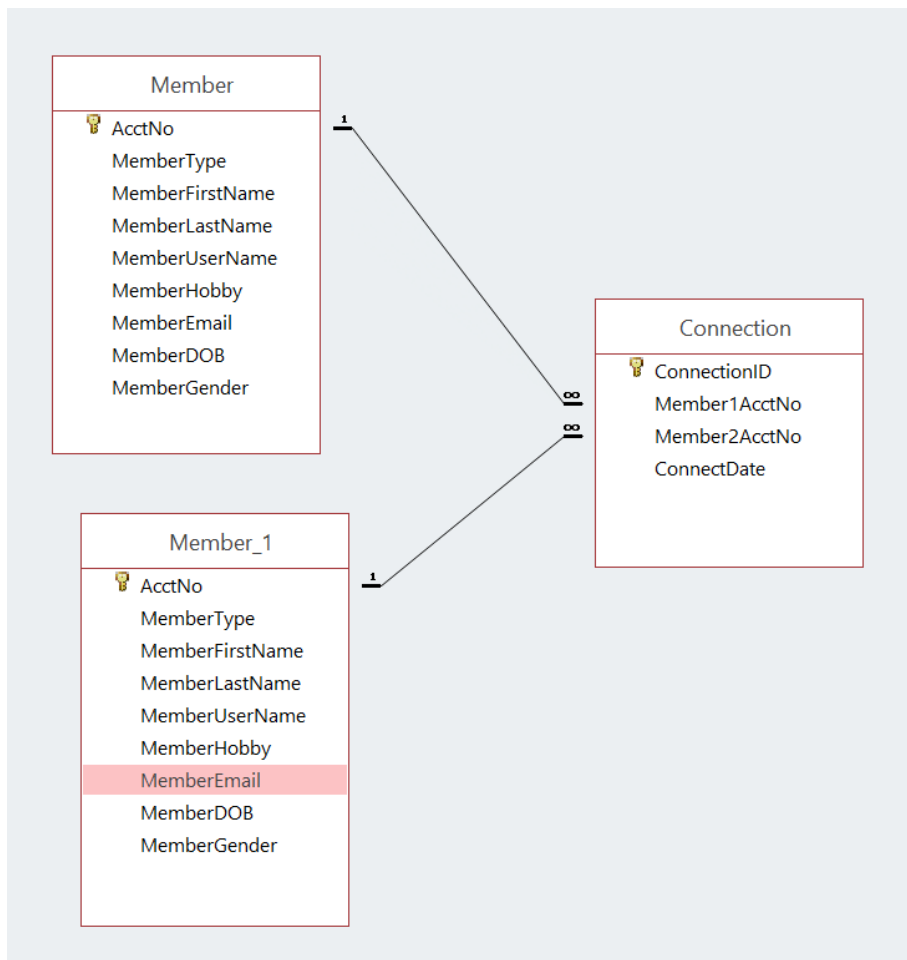 Member
AcctNo
MemberType
MemberFirstName
MemberLastName
MemberUserName
MemberHobby
MemberEmail
MemberDOB
MemberGender
1
Connection
ConnectionID
Member1AcctNo
Member2AcctNo
ConnectDate
∞
∞
Member_1
AcctNo
MemberType
MemberFirstName
MemberLastName
MemberUserName
MemberHobby
MemberEmail
MemberDOB
MemberGender
1